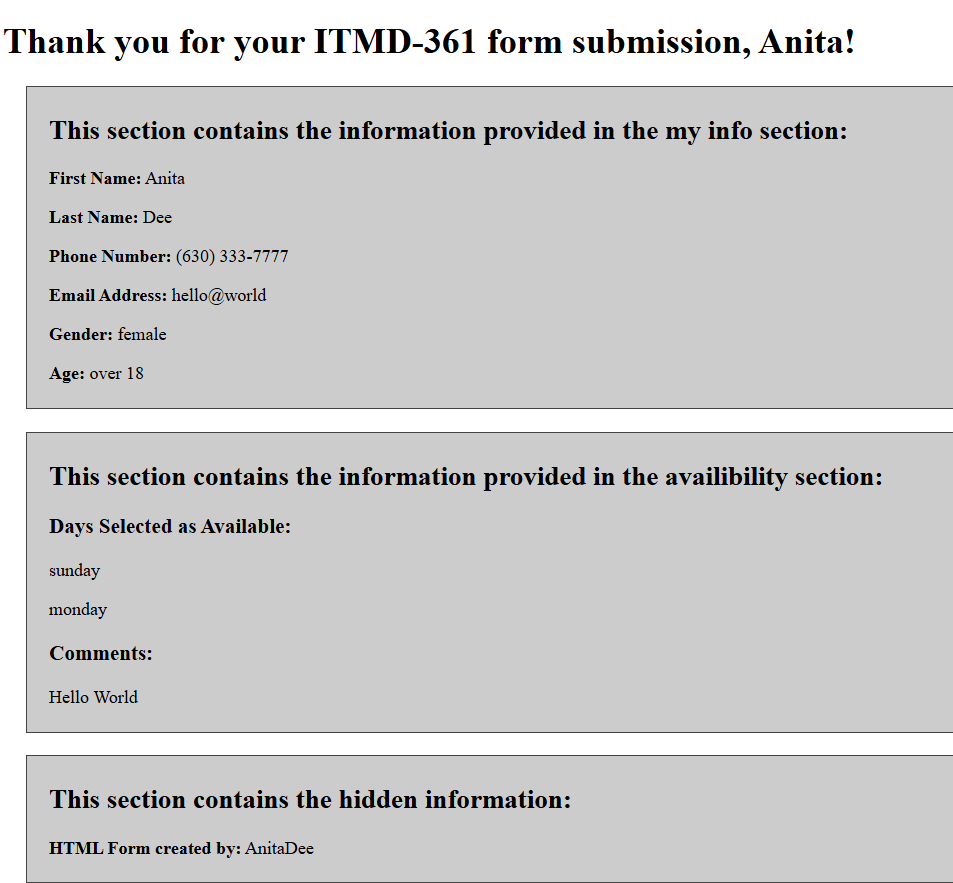 Thank you for your ITMD-361 form submission, Anita!
This section contains the information provided in the my info section:
First Name: Anita
Last Name: Dee
Phone Number: (630) 333-7777
Email Address: hello@world
Gender: female
Age: over 18
This section contains the information provided in the availibility section:
Days Selected as Available:
sunday
monday
Comments:
Hello World
This section contains the hidden information:
HTML Form created by: AnitaDee